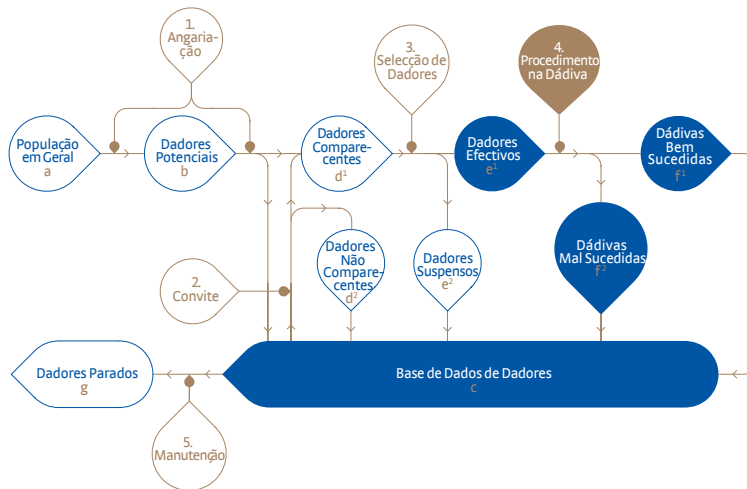 1.
Angaria-
ção
3.
Selecção de
Dadores
4.
Procedimento
na Dádiva
População
em Geral
a
Dadores
Potenciais
b
Dadores
Comparecentes
d¹
Dadores
Efectivos
e¹
Dádivas
Bem
Sucedidas
f¹
2.
Convite
Dadores
Não
Compare-
centes
d²
Dadores
Suspensos
e²
Dádivas
Mal Sucedidas
f²
Dadores Parados
g
Base de Dados de Dadores
c
5.
Manutenção